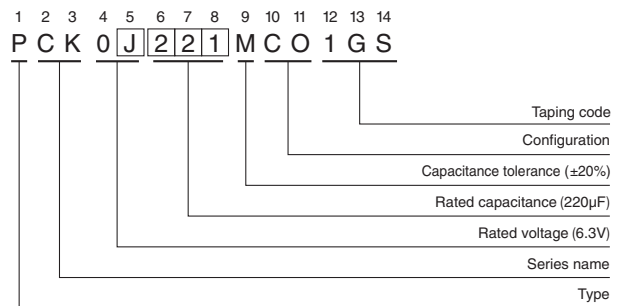 1 2 3 4 5 6 7 8 9 10 11 12 13 14
P C K 0 J 2 2 1 M C O 1 G S
Taping code
Configuration
Capacitance tolerance (±20%)
Rated capacitance (220μF)
Rated voltage (6.3V)
Series name
Type